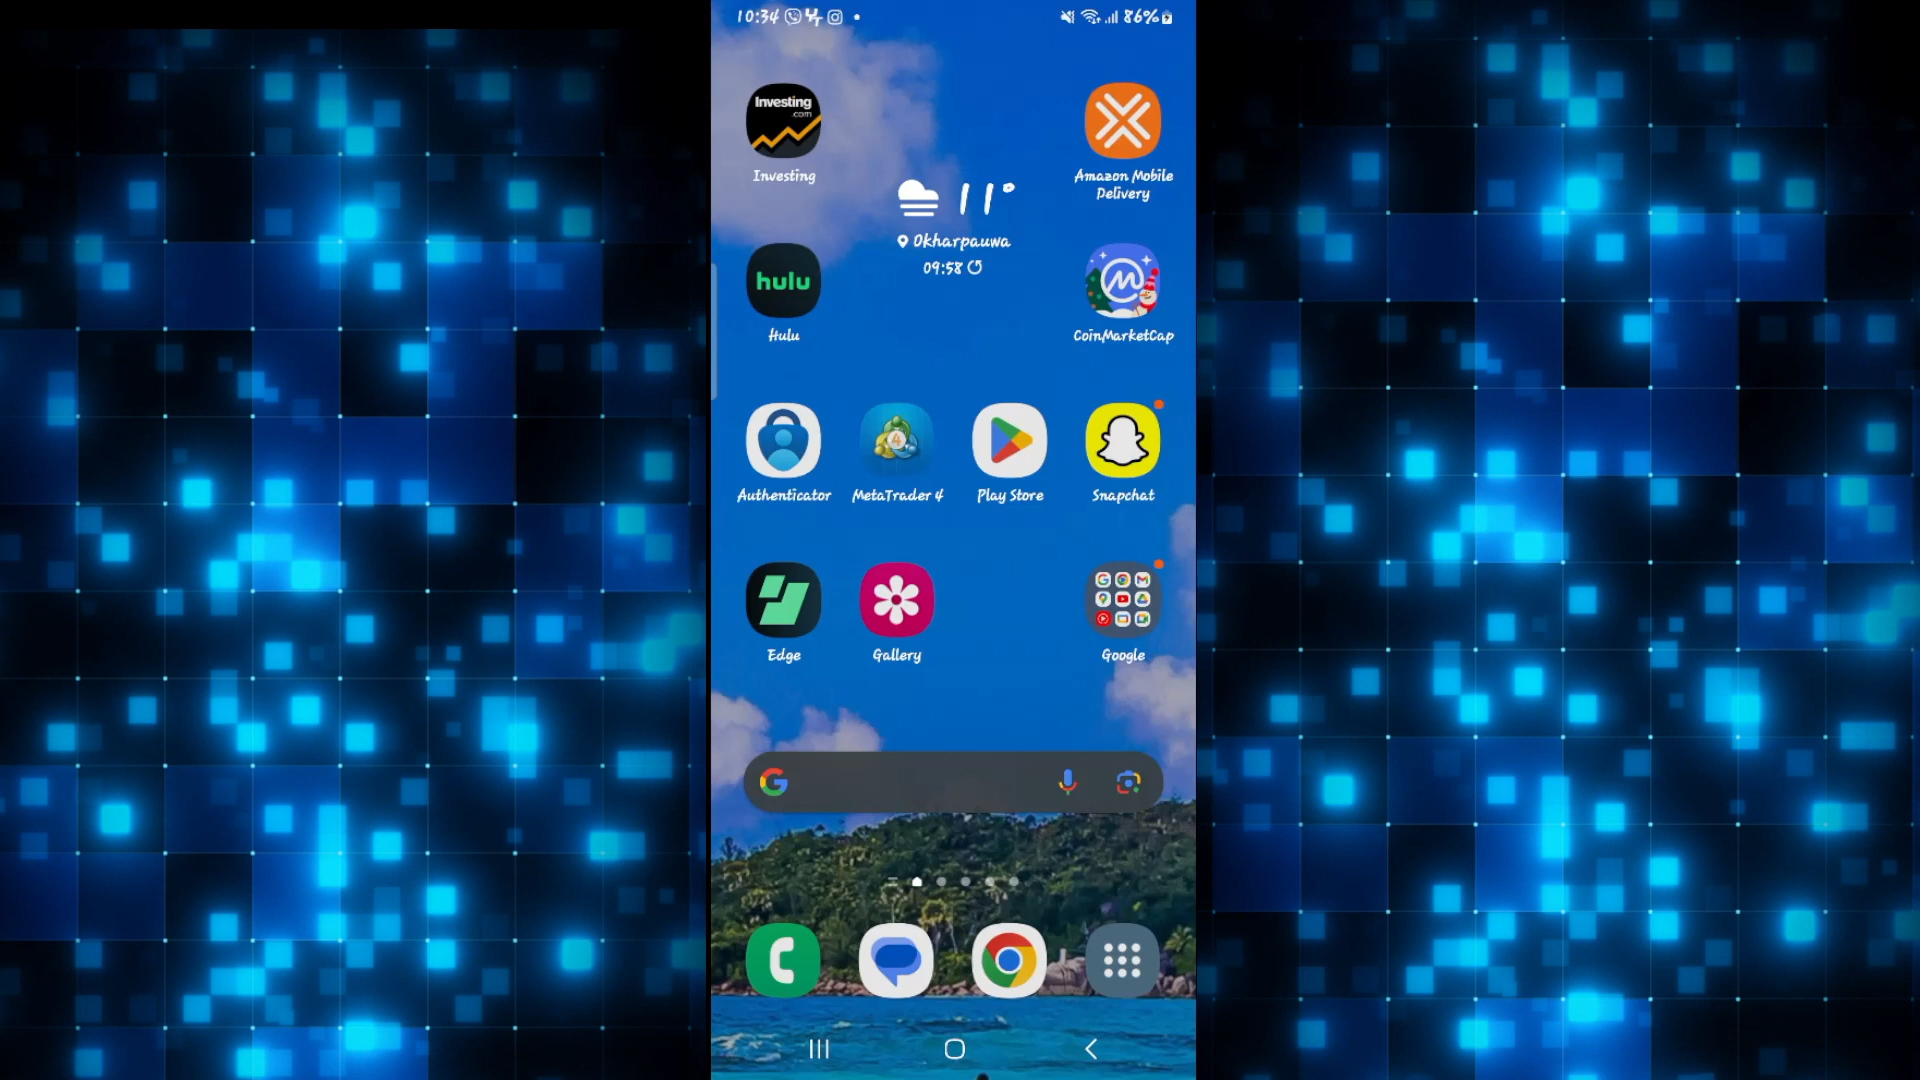 10:34
86%
Investing
.com
Investing
Amazon Mobile
Delivery
11°
Okharpauwa
09:58
hulu
Hulu
CoinMarketCap
4
Authenticator
MetaTrader 4
Play Store
Snapchat
Edge
Gallery
Google